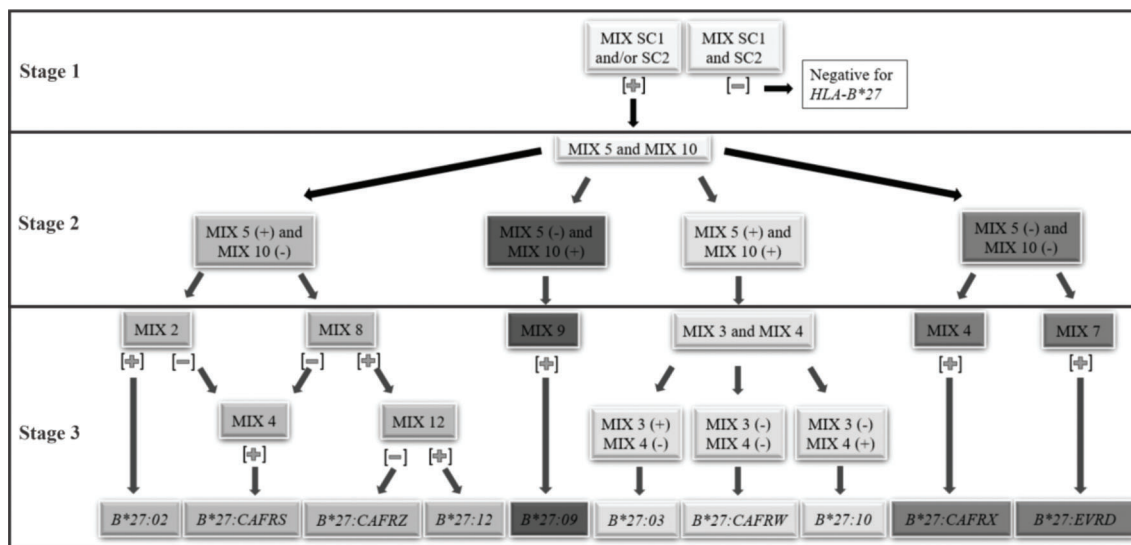 Stage 1
MIX SC1
and/or SC2
[+]
MIX SC1
and SC2
[−]
Negative for
HLA-B*27
Stage 2
MIX 5 and MIX 10
MIX 5 (+) and
MIX 10 (-)
MIX 5 (-) and
MIX 10 (+)
MIX 5 (+) and
MIX 10 (+)
MIX 5 (-) and
MIX 10 (-)
Stage 3
MIX 2
MIX 8
MIX 9
MIX 3 and MIX 4
MIX 4
MIX 7
[+] [−] [−] [+] [+] [+] [+]
MIX 4
MIX 12
MIX 3 (+)
MIX 4 (-)
MIX 3 (-)
MIX 4 (-)
MIX 3 (-)
MIX 4 (+)
[+] [−] [+]
B*27:02
B*27:CAFRS
B*27:CAFRZ
B*27:12
B*27:09
B*27:03
B*27:CAFRW
B*27:10
B*27:CAFRX
B*27:EVRD